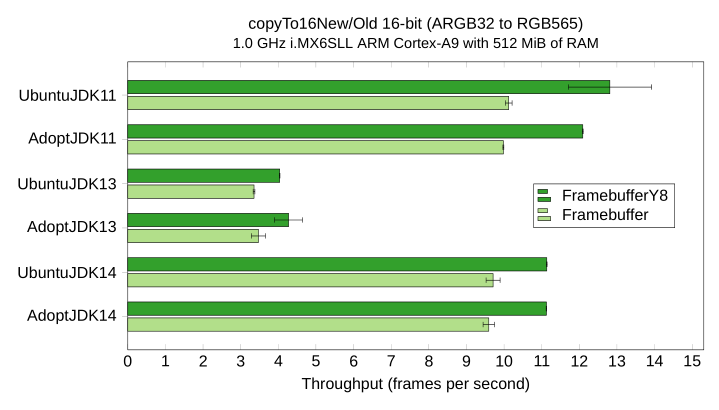 copyTo16New/Old 16-bit (ARGB32 to RGB565)
1.0 GHz i.MX6SLL ARM Cortex-A9 with 512 MiB of RAM
UbuntuJDK11
AdoptJDK11
UbuntuJDK13
AdoptJDK13
UbuntuJDK14
AdoptJDK14
FramebufferY8
Framebuffer
0 1 2 3 4 5 6 7 8 9 10 11 12 13 14 15
Throughput (frames per second)